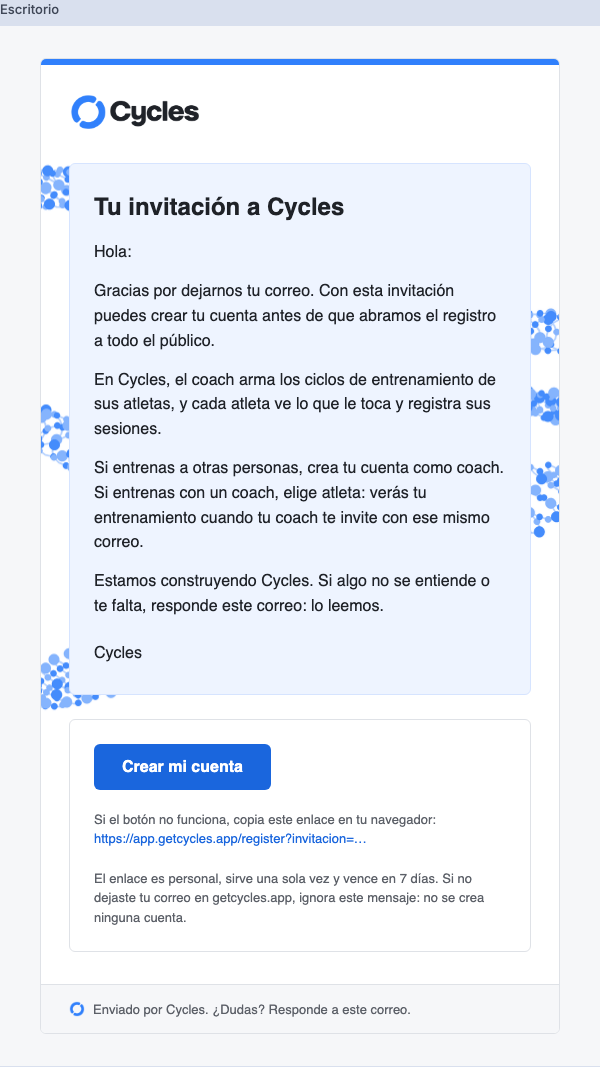 Escritorio
Cycles
Tu invitación a Cycles
Hola:
Gracias por dejarnos tu correo. Con esta invitación
puedes crear tu cuenta antes de que abramos el registro
a todo el público.
En Cycles, el coach arma los ciclos de entrenamiento de
sus atletas, y cada atleta ve lo que le toca y registra sus
sesiones.
Si entrenas a otras personas, crea tu cuenta como coach.
Si entrenas con un coach, elige atleta: verás tu
entrenamiento cuando tu coach te invite con ese mismo
correo.
Estamos construyendo Cycles. Si algo no se entiende o
te falta, responde este correo: lo leemos.
Cycles
Crear mi cuenta
Si el botón no funciona, copia este enlace en tu navegador:
https://app.getcycles.app/register?invitacion=…
El enlace es personal, sirve una sola vez y vence en 7 días. Si no
dejaste tu correo en getcycles.app, ignora este mensaje: no se crea
ninguna cuenta.
Enviado por Cycles. ¿Dudas? Responde a este correo.